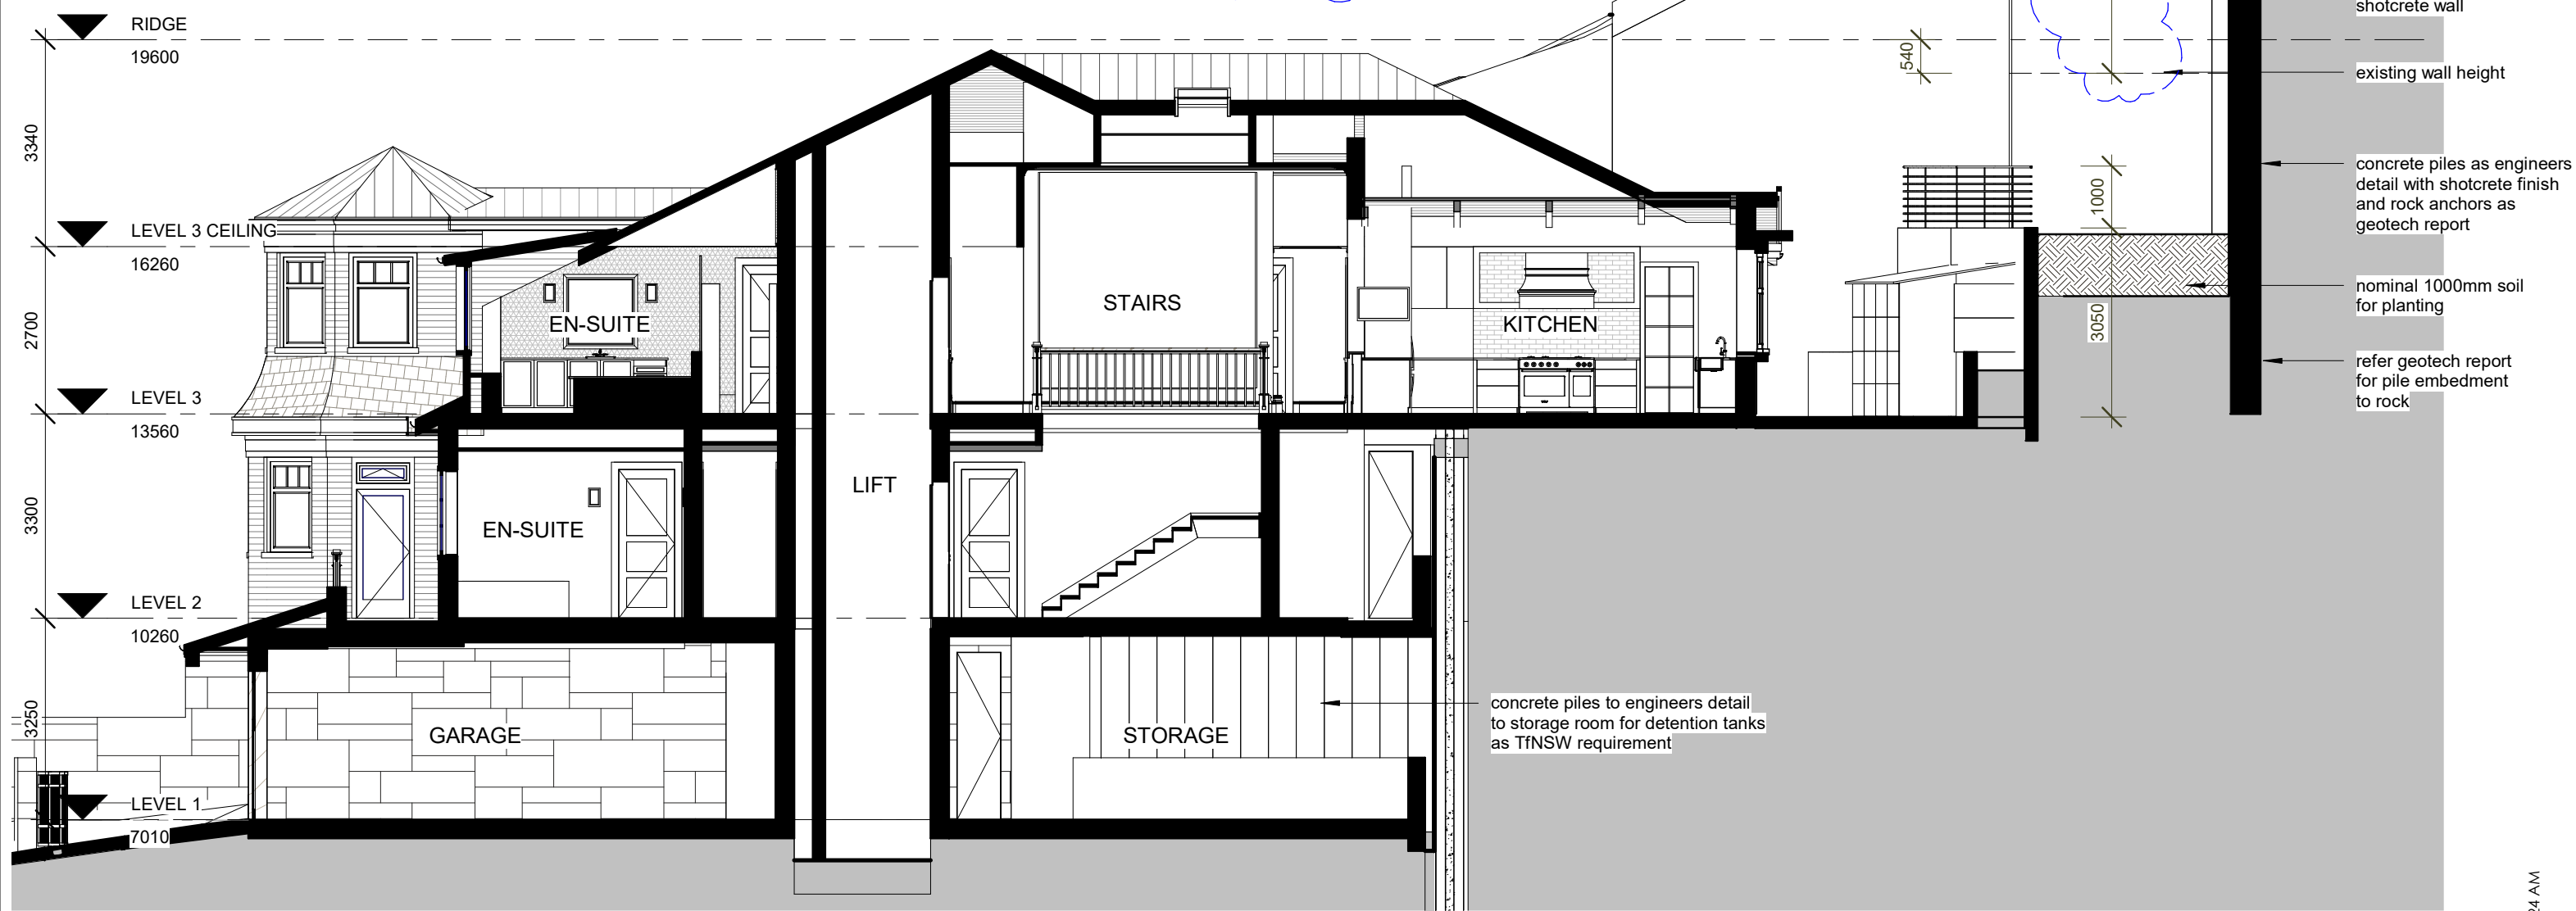 RIDGE
19600
3340
LEVEL 3 CEILING
16260
2700
LEVEL 3
13560
3300
LEVEL 2
10260
3250
LEVEL 1
7010
EN-SUITE
STAIRS
KITCHEN
LIFT
EN-SUITE
GARAGE
STORAGE
540
1000
3050
shotcrete wall
existing wall height
concrete piles as engineers
detail with shotcrete finish
and rock anchors as
geotech report
nominal 1000mm soil
for planting
refer geotech report
for pile embedment
to rock
concrete piles to engineers detail
to storage room for detention tanks
as TfNSW requirement
24 AM